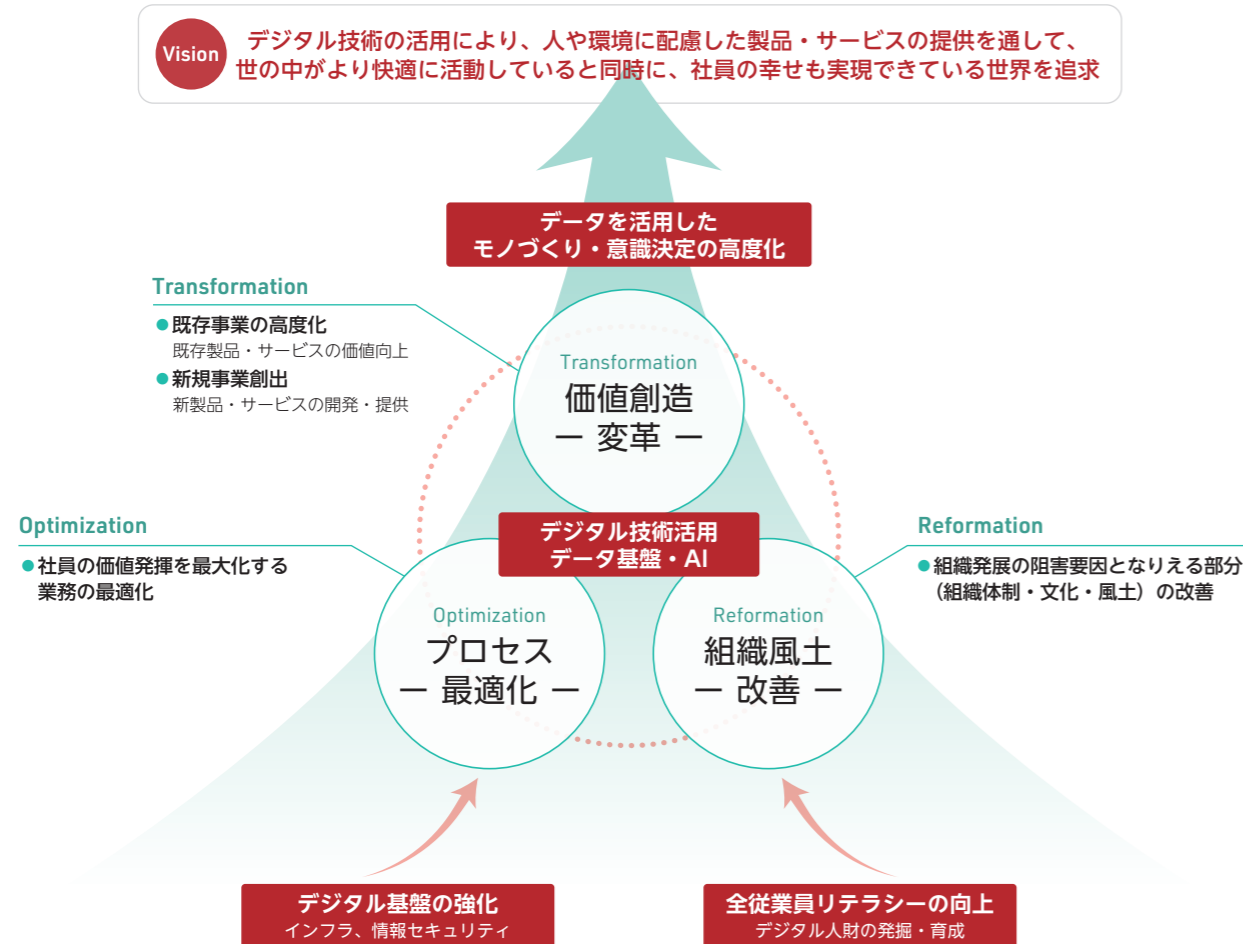 Vision
デジタル技術の活用により、人や環境に配慮した製品・サービスの提供を通して、
世の中がより快適に活動していると同時に、社員の幸せも実現できている世界を追求
データを活用した
モノづくり・意識決定の高度化
Transformation
●既存事業の高度化
既存製品・サービスの価値向上
●新規事業創出
新製品・サービスの開発・提供
Transformation
価値創造
ー 変革 ー
デジタル技術活用
データ基盤・AI
Optimization
●社員の価値発揮を最大化する
業務の最適化
Optimization
プロセス
ー 最適化 ー
Reformation
組織風土
ー 改善 ー
Reformation
●組織発展の阻害要因となりえる部分
（組織体制・文化・風土）の改善
デジタル基盤の強化
インフラ、情報セキュリティ
全従業員リテラシーの向上
デジタル人財の発掘・育成